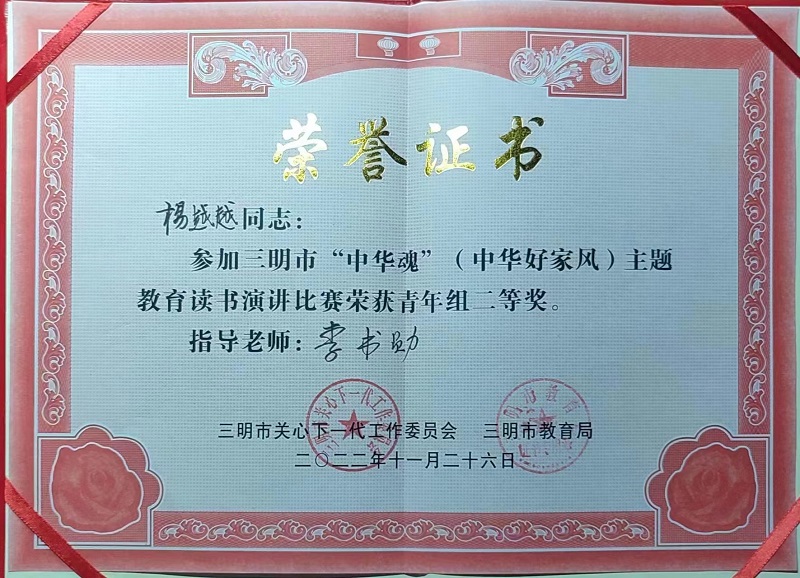 荣誉证书
杨越越同志：
参加三明市“中华魂”（中华好家风）主题
教育读书演讲比赛荣获青年组二等奖。
指导老师：李书勋
三明市关心下一代工作委员会 三明市教育局
二〇二二年十一月二十六日